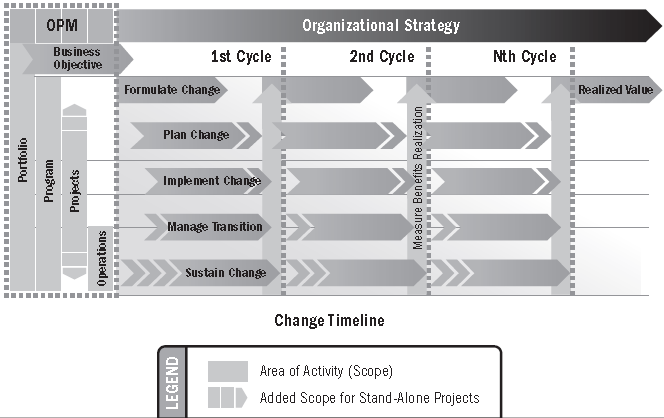 OPM
Organizational Strategy
Business
Objective
1st Cycle
2nd Cycle
Nth Cycle
Formulate Change
Realized Value
Plan Change
Implement Change
Manage Transition
Sustain Change
Portfolio
Program
Projects
Operations
Measure Benefits Realization
Change Timeline
LEGEND
Area of Activity (Scope)
Added Scope for Stand-Alone Projects